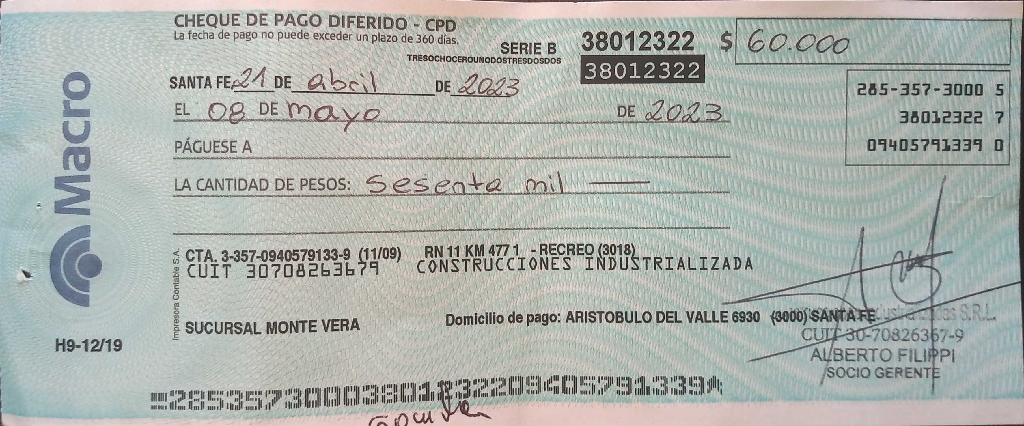 CHEQUE DE PAGO DIFERIDO - CPD
La fecha de pago no puede exceder un plazo de 360 días.
SERIE B 38012322 $ 60.000
TRESOCHOCEROUNODOSTRESDOSDOS
38012322
SANTA FE, 21 DE abril DE 2023
EL 08 DE mayo DE 2023
285-357-3000 5
38012322 7
09405791339 0
PÁGUESE A
LA CANTIDAD DE PESOS: Sesenta mil
Macro
H9-12/19
Impresora Contable S.A.
CTA. 3-357-0940579133-9 (11/09) RN 11 KM 477 1 - RECREO (3018)
CUIT 30708263679 CONSTRUCCIONES INDUSTRIALIZADA
SUCURSAL MONTE VERA
Domicilio de pago: ARISTOBULO DEL VALLE 6930 (3000) SANTA FE
S.R.L.
CUIT 30-70826367-9
ALBERTO FILIPPI
SOCIO GERENTE
28535730003801232209405791339